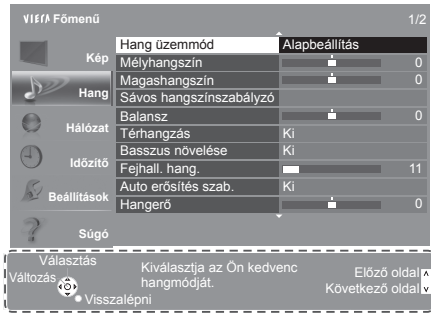 VIERA Főmenü 1/2
Kép
Hang
Hálózat
Időzítő
Beállítások
Súgó
Hang üzemmód Alapbeállítás
Mélyhangszín 0
Magashangszín 0
Sávos hangszínszabályzó
Balansz 0
Térhangzás Ki
Basszus növelése Ki
Fejhall. hang. 11
Auto erősítés szab. Ki
Hangerő 0
Választás
Változás
Visszalépni
Kiválasztja az Ön kedvenc
hangmódját.
Előző oldal
Következő oldal